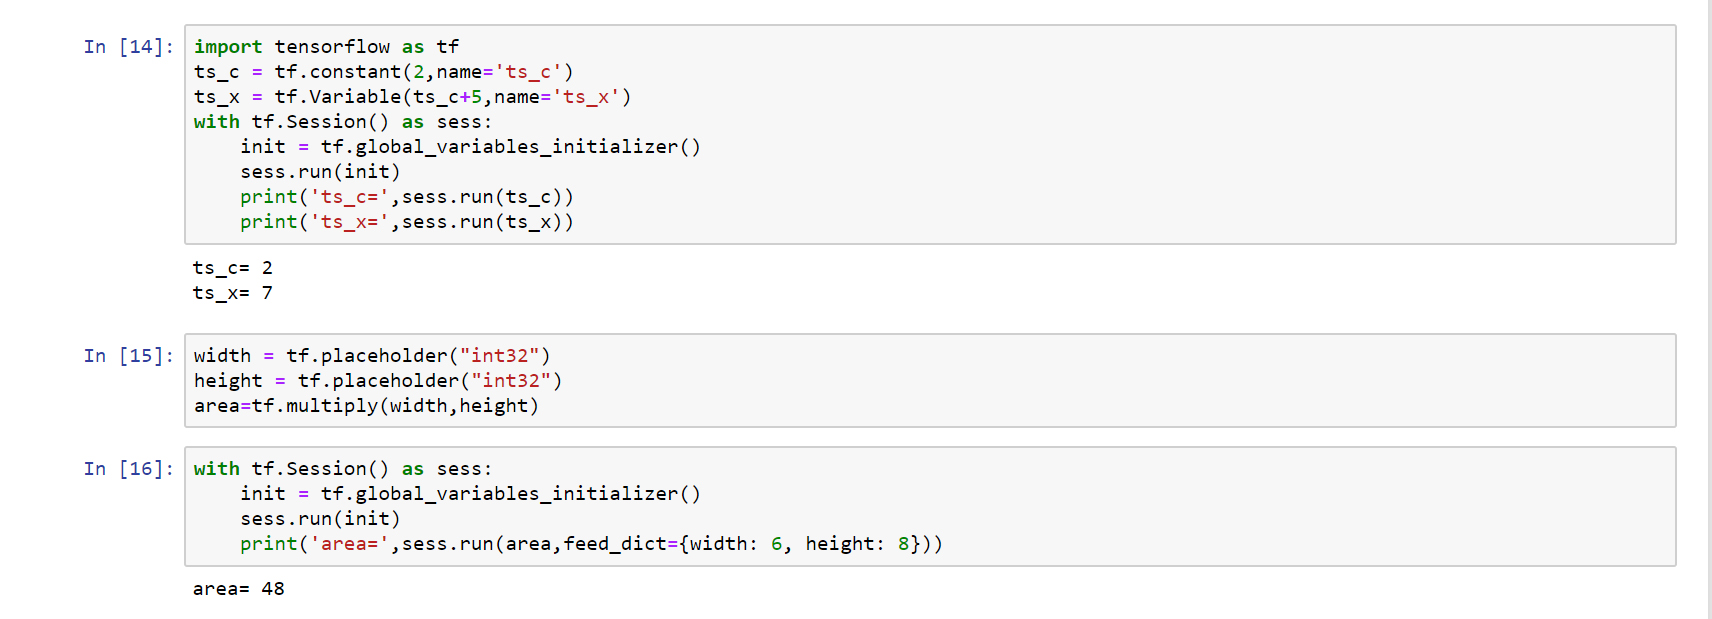 In [14]: import tensorflow as tf
ts_c = tf.constant(2,name='ts_c')
ts_x = tf.Variable(ts_c+5,name='ts_x')
with tf.Session() as sess:
    init = tf.global_variables_initializer()
    sess.run(init)
    print('ts_c=',sess.run(ts_c))
    print('ts_x=',sess.run(ts_x))
ts_c= 2
ts_x= 7
In [15]: width = tf.placeholder("int32")
height = tf.placeholder("int32")
area=tf.multiply(width,height)
In [16]: with tf.Session() as sess:
    init = tf.global_variables_initializer()
    sess.run(init)
    print('area=',sess.run(area,feed_dict={width: 6, height: 8}))
area= 48